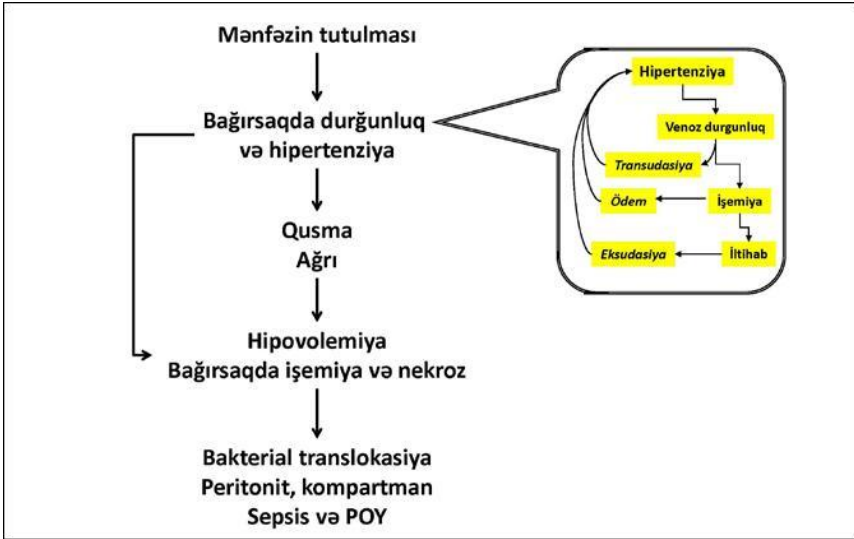 Mənfəzin tutulması
Bağırsaqda durğunluq
və hipertenziya
Qusma
Ağrı
Hipovolemiya
Bağırsaqda işemiya və nekroz
Bakterial translokasiya
Peritonit, kompartman
Sepsis və POY
Hipertenziya
Venoz durgunluq
Transudasiya
Ödem
İşemiya
Eksudasiya
İltihab